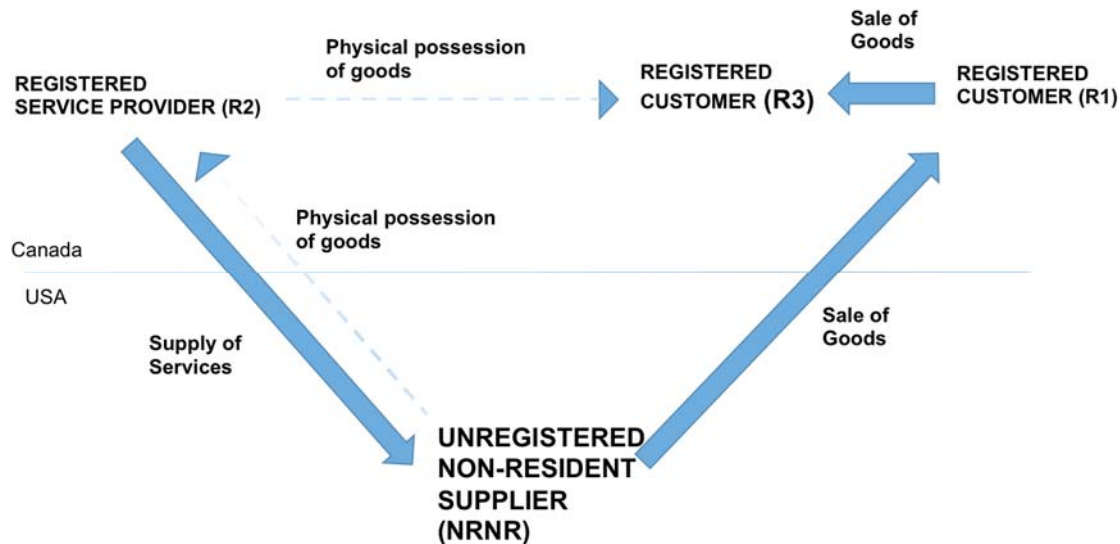 Sale of
Goods
Physical possession
of goods
REGISTERED
SERVICE PROVIDER (R2)
REGISTERED
CUSTOMER (R3)
REGISTERED
CUSTOMER (R1)
Physical possession
of goods
Canada
USA
Supply of
Services
Sale of
Goods
UNREGISTERED
NON-RESIDENT
SUPPLIER
(NRNR)